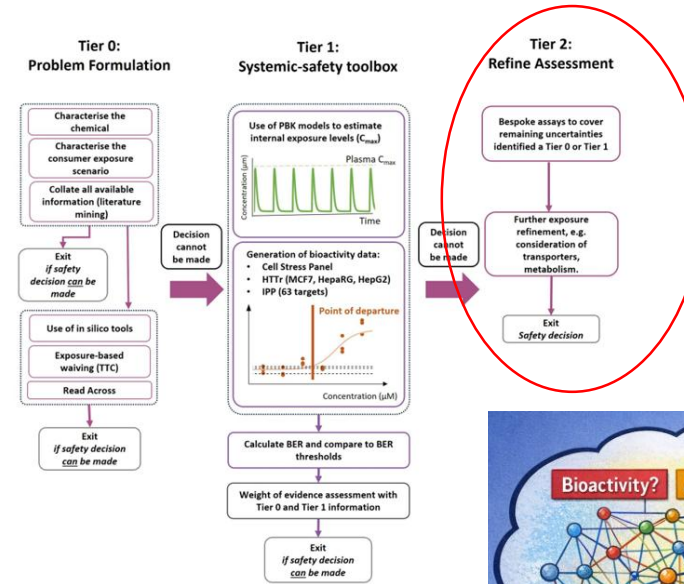 Tier 0:
Problem Formulation
Characterise the
chemical
Characterise the
consumer exposure
scenario
Collate all available
information (literature
mining)
Exit
if safety
decision can be
made
Use of in silico tools
Exposure-based
waiving (TTC)
Read Across
Exit
if safety decision
can be made
Decision
cannot
be made
Tier 1:
Systemic-safety toolbox
Use of PBK models to estimate
internal exposure levels (Cmax)
Plasma Cmax
Concentration (µm)
Time
Generation of bioactivity data:
• Cell Stress Panel
• HTTr (MCF7, HepaRG, HepG2)
• IPP (63 targets)
Point of departure
Concentration (µM)
Calculate BER and compare to BER
thresholds
Weight of evidence assessment with
Tier 0 and Tier 1 information
Exit
if safety decision
can be made
Decision
cannot
be made
Tier 2:
Refine Assessment
Bespoke assays to cover
remaining uncertainties
identified a Tier 0 or Tier 1
Further exposure
refinement, e.g.
consideration of
transporters,
metabolism.
Exit
Safety decision
Bioactivity?